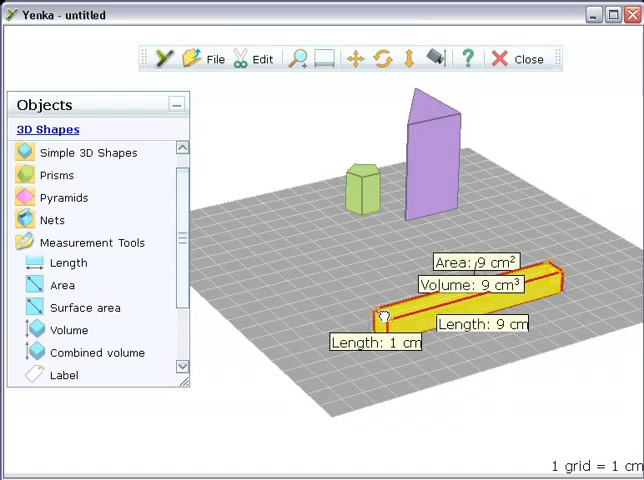 Yenka - untitled
File Edit ? Close
Objects
3D Shapes
Simple 3D Shapes
Prisms
Pyramids
Nets
Measurement Tools
Length
Area
Surface area
Volume
Combined volume
Label
Area: 9 cm²
Volume: 9 cm³
Length: 9 cm
Length: 1 cm
1 grid = 1 cm